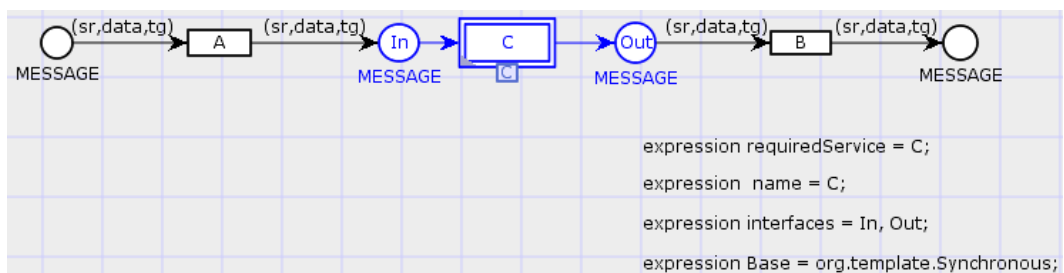 (sr,data,tg) (sr,data,tg) (sr,data,tg) (sr,data,tg)
A In C Out B
MESSAGE MESSAGE C MESSAGE MESSAGE
expression requiredService = C;
expression name = C;
expression interfaces = In, Out;
expression Base = org.template.Synchronous;